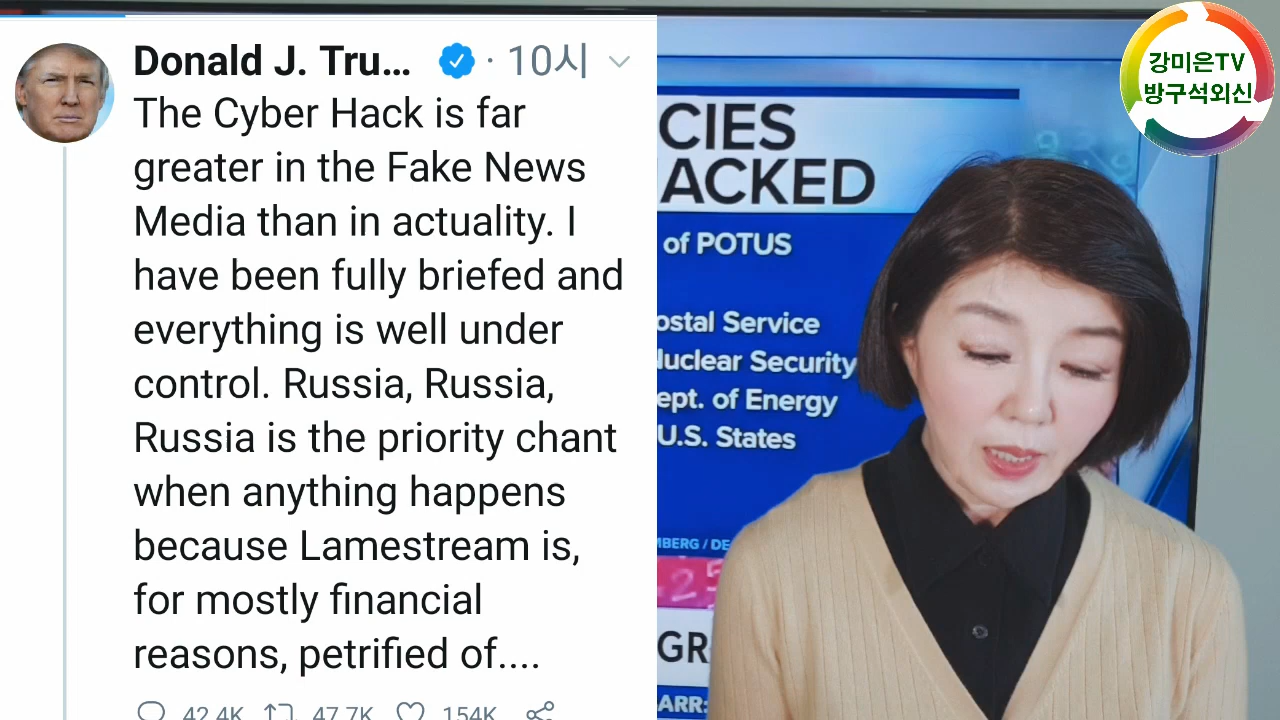 Donald J. Tru... · 10시
The Cyber Hack is far
greater in the Fake News
Media than in actuality. I
have been fully briefed and
everything is well under
control. Russia, Russia,
Russia is the priority chant
when anything happens
because Lamestream is,
for mostly financial
reasons, petrified of....
42.4K 47.7K 154K
CIES
ACKED
of POTUS
ostal Service
Nuclear Security
ept. of Energy
U.S. States
MBERG / DE
25
GR
ARR:
강미은TV
방구석외신